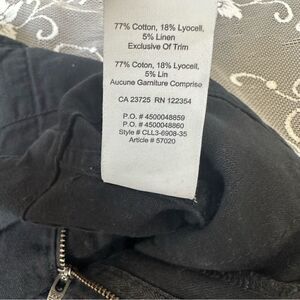 77% Cotton, 18% Lyocell,
5% Linen
Exclusive Of Trim
77% Coton, 18% Lyocell,
5% Lin
Aucune Garniture Comprise
CA 23725 RN 122354
P.O. # 4500048859
P.O. # 4500048860
Style # CLL3-6908-35
Article # 57020